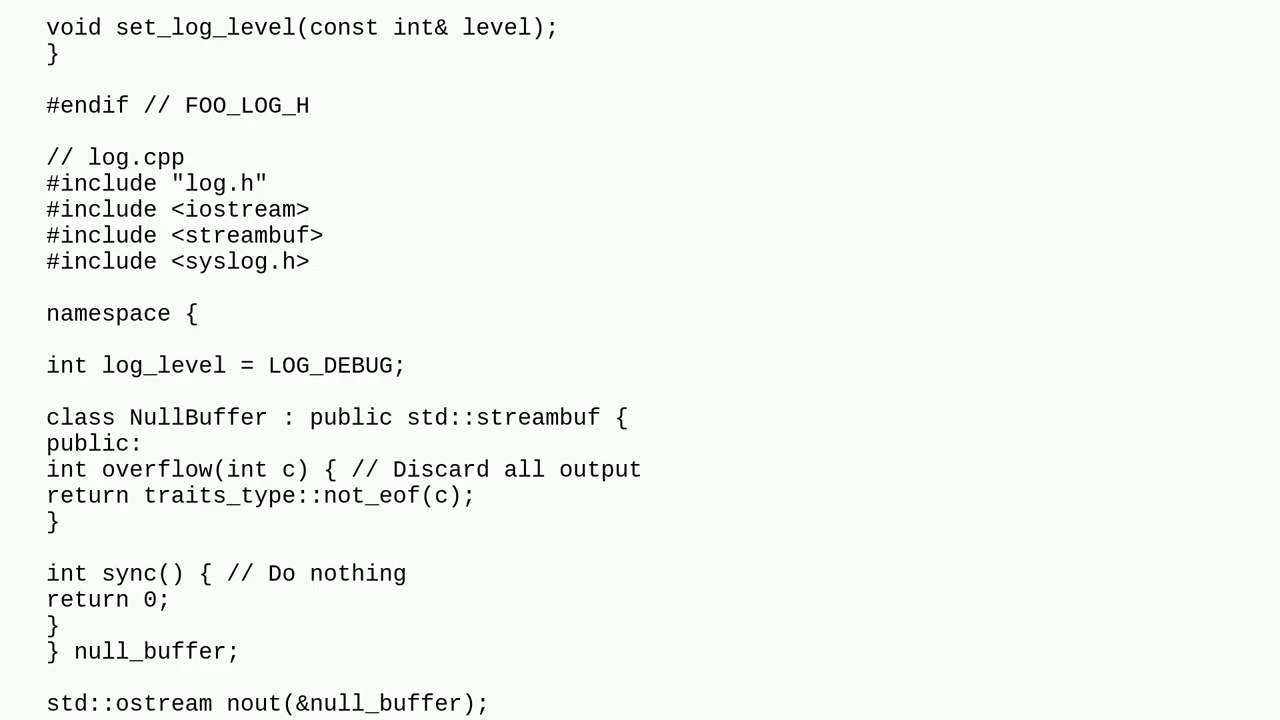 void set_log_level(const int& level);
}
#endif // FOO_LOG_H
// log.cpp
#include "log.h"
#include <iostream>
#include <streambuf>
#include <syslog.h>
namespace {
int log_level = LOG_DEBUG;
class NullBuffer : public std::streambuf {
public:
int overflow(int c) { // Discard all output
return traits_type::not_eof(c);
}
int sync() { // Do nothing
return 0;
}
} null_buffer;
std::ostream nout(&null_buffer);